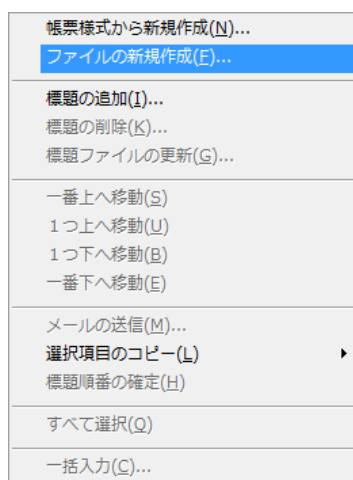 帳票様式から新規作成(N)...
ファイルの新規作成(F)...
標題の追加(I)...
標題の削除(K)...
標題ファイルの更新(G)...
一番上へ移動(S)
１つ上へ移動(U)
１つ下へ移動(B)
一番下へ移動(E)
メールの送信(M)...
選択項目のコピー(L)
標題順番の確定(H)
すべて選択(Q)
一括入力(C)...